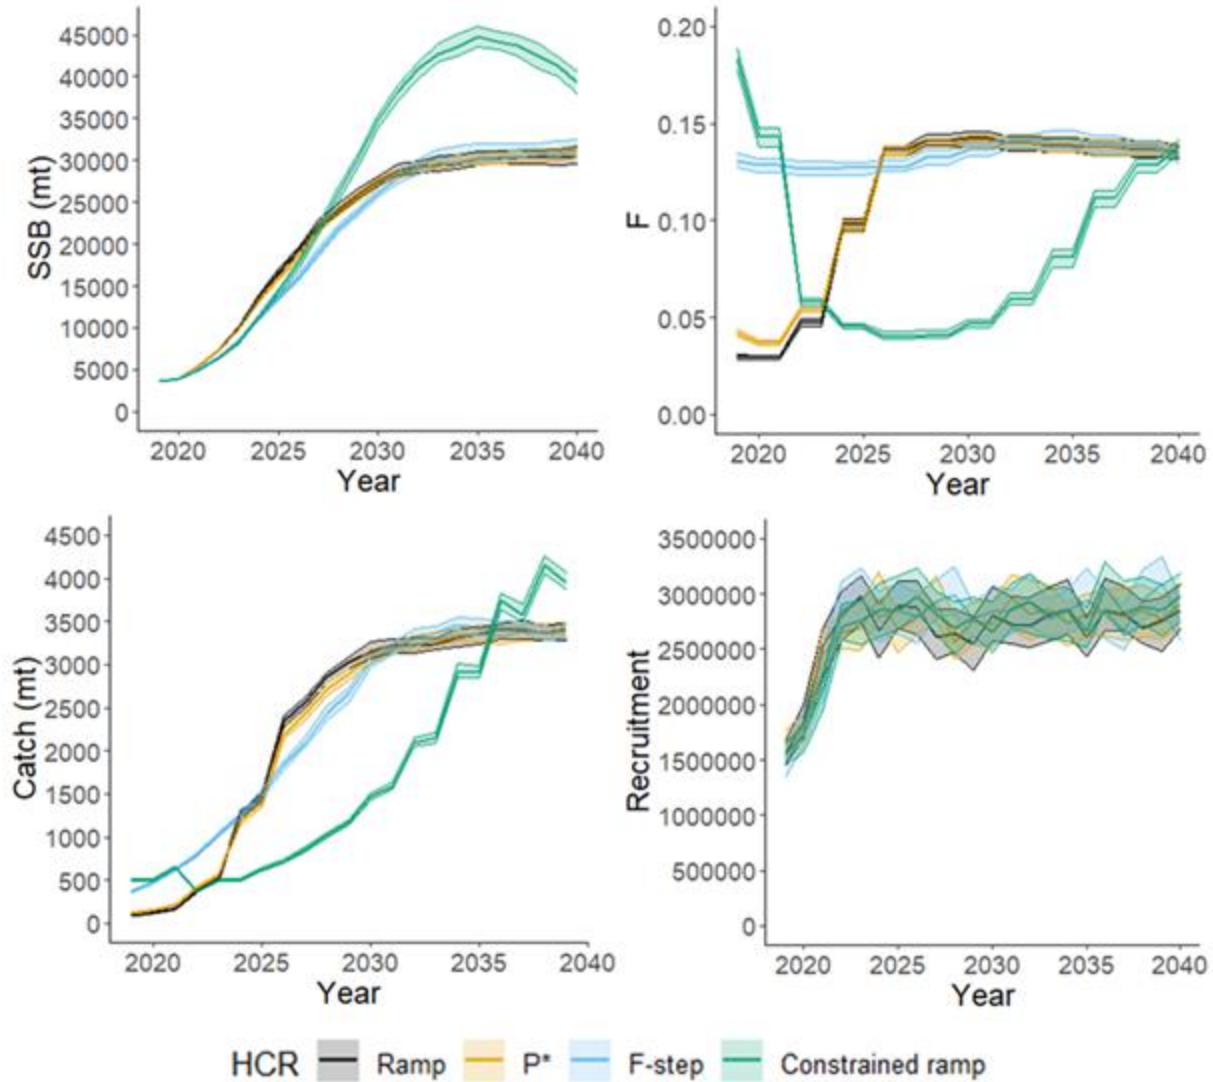 SSB (mt)
45000
40000
35000
30000
25000
20000
15000
10000
5000
0
2020 2025 2030 2035 2040
Year
F
0.20
0.15
0.10
0.05
0.00
2020 2025 2030 2035 2040
Year
Catch (mt)
4500
4000
3500
3000
2500
2000
1500
1000
500
0
2020 2025 2030 2035 2040
Year
Recruitment
3500000
3000000
2500000
2000000
1500000
1000000
500000
0
2020 2025 2030 2035 2040
Year
HCR Ramp P* F-step Constrained ramp